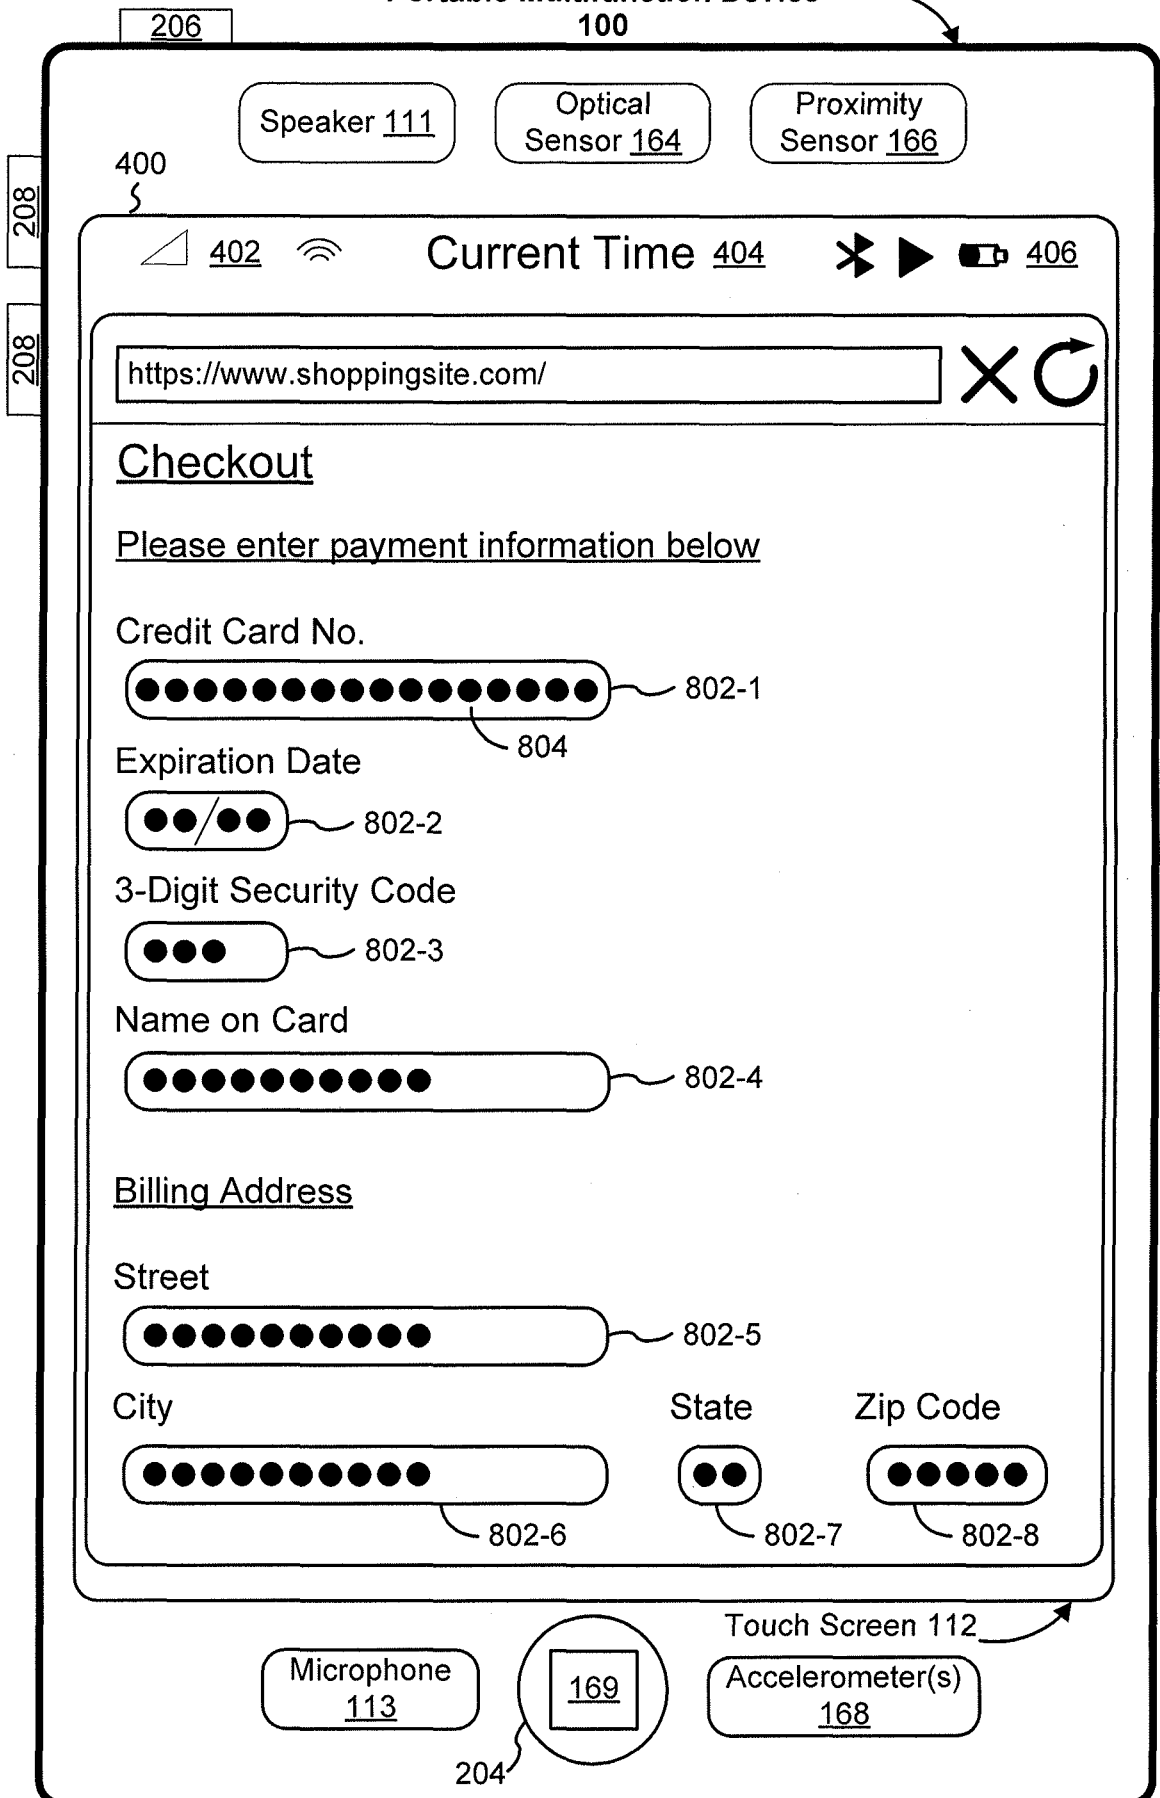 100
206
Speaker 111
Optical
Sensor 164
Proximity
Sensor 166
400
208
402
Current Time 404
406
208
https://www.shoppingsite.com/
Checkout
Please enter payment information below
Credit Card No.
802-1
804
Expiration Date
802-2
3-Digit Security Code
802-3
Name on Card
802-4
Billing Address
Street
802-5
City
State
Zip Code
802-6
802-7
802-8
Touch Screen 112
Microphone
113
169
Accelerometer(s)
168
204